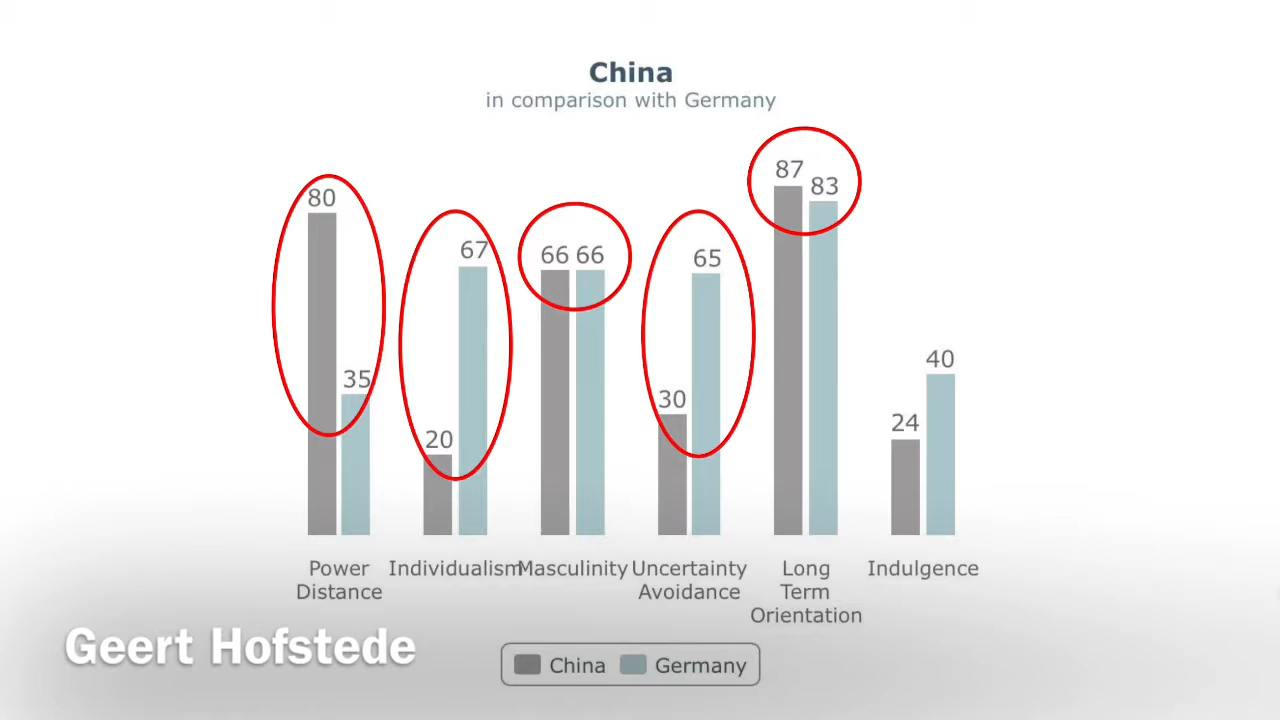 China
in comparison with Germany
80
35
20
67
66 66
30
65
87
83
24
40
Power
Distance
Individualism
Masculinity
Uncertainty
Avoidance
Long
Term
Orientation
Indulgence
Geert Hofstede
China Germany